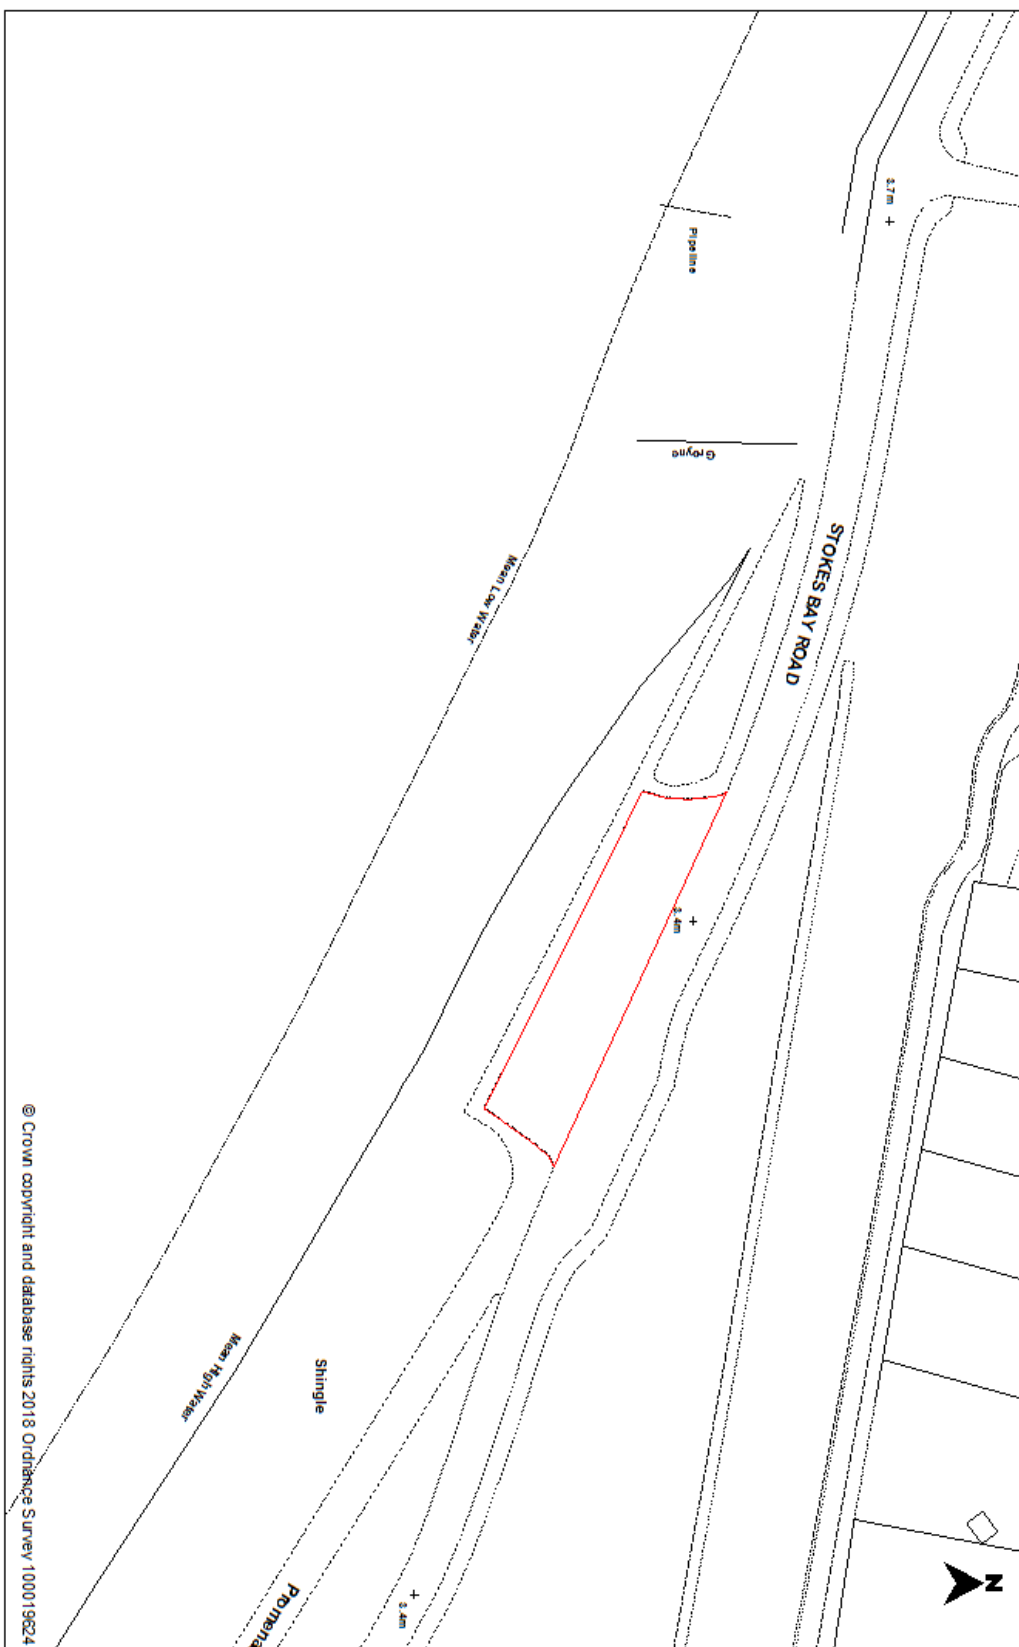 3.7m
Pipeline
Groyne
STOKES BAY ROAD
Mean Low Water
3.4m
Mean High Water
Shingle
Promena
3.4m
N
© Crown copyright and database rights 2018 Ordnance Survey 100019624